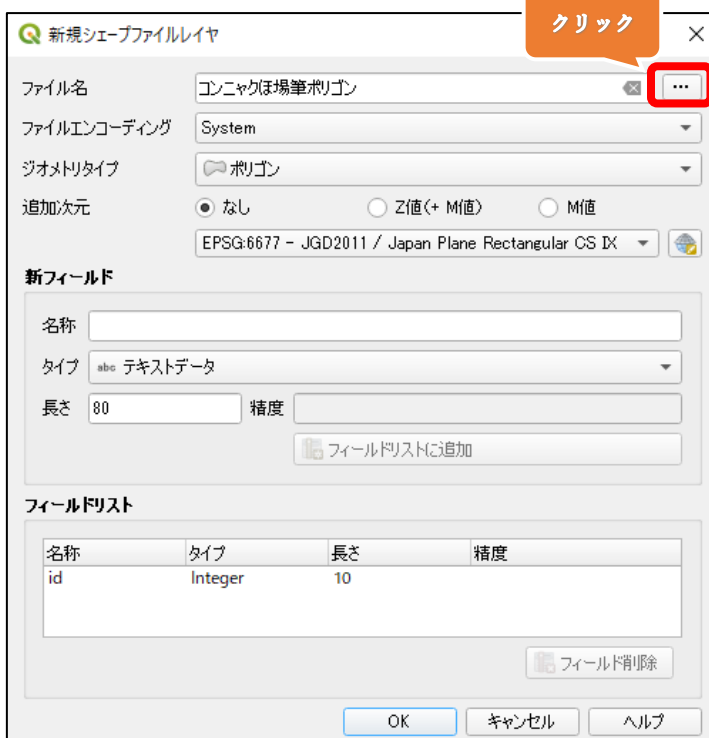 クリック
新規シェープファイルレイヤ
ファイル名 コンニャクほ場筆ポリゴン ...
ファイルエンコーディング System
ジオメトリタイプ ポリゴン
追加次元 なし Z値(+ M値) M値
EPSG:6677 - JGD2011 / Japan Plane Rectangular CS IX
新フィールド
名称
タイプ abc テキストデータ
長さ 80 精度
フィールドリストに追加
フィールドリスト
名称 タイプ 長さ 精度
id Integer 10
フィールド削除
OK キャンセル ヘルプ